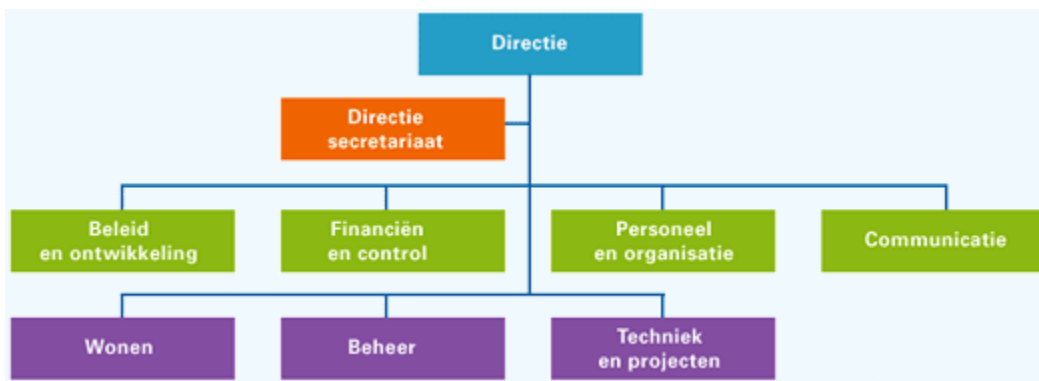 Directie
Directie
secretariaat
Beleid
en ontwikkeling
Financiën
en control
Personeel
en organisatie
Communicatie
Wonen
Beheer
Techniek
en projecten